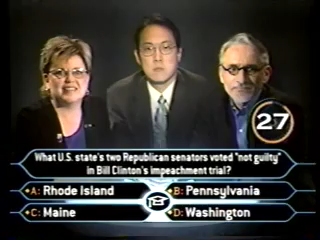 27
What U.S. state's two Republican senators voted "not guilty"
in Bill Clinton's impeachment trial?
A: Rhode Island
B: Pennsylvania
C: Maine
D: Washington